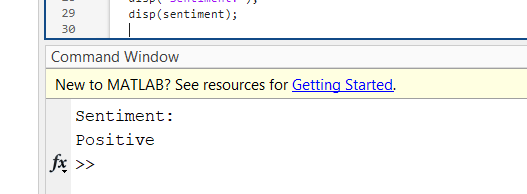 29 disp(sentiment);
30
Command Window
New to MATLAB? See resources for Getting Started.
Sentiment:
Positive
fx >>